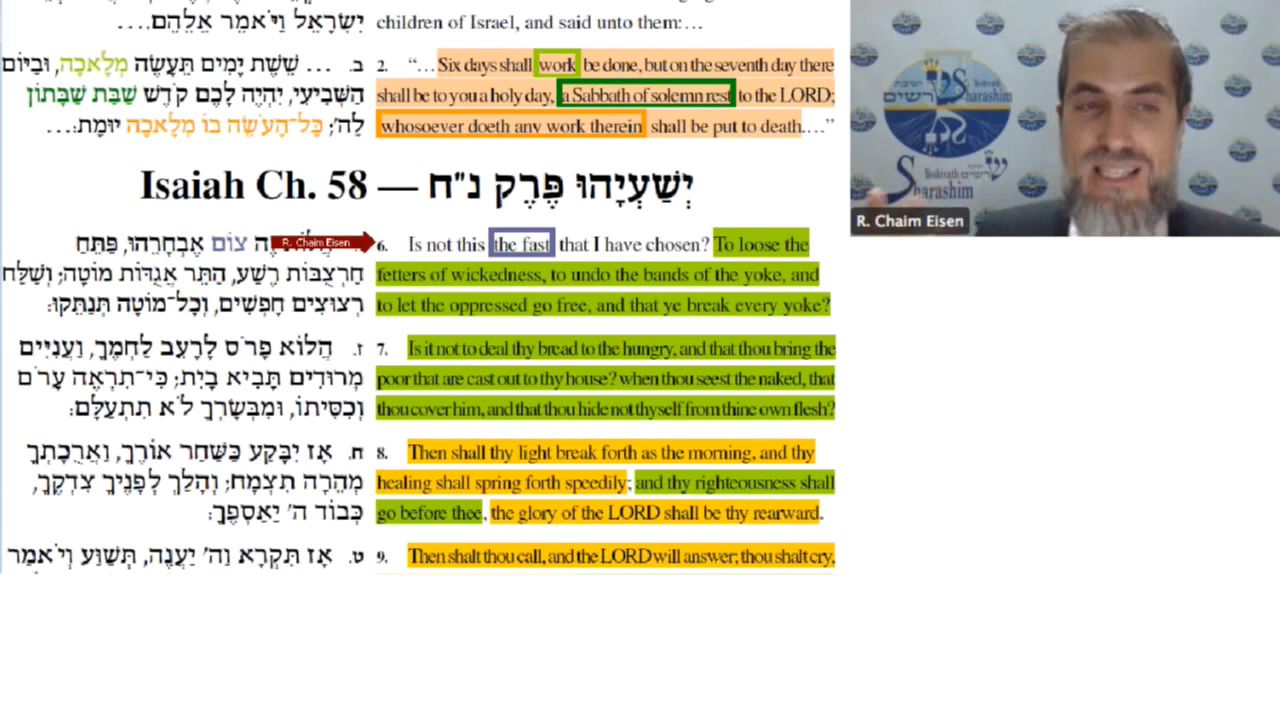 יִשְׂרָאֵל וַיֹּאמֶר אֲלֵהֶם....
children of Israel, and said unto them:…
ב. ... שֵׁשֶׁת יָמִים תֵּעָשֶׂה מְלָאכָה, וּבַיּוֹם
הַשְּׁבִיעִי, יִהְיֶה לָכֶם קֹדֶשׁ שַׁבַּת שַׁבָּתוֹן
לַה'; כָּל־הָעֹשֶׂה בוֹ מְלָאכָה יוּמָת:...
2. “…Six days shall work be done, but on the seventh day there
shall be to you a holy day, a Sabbath of solemn rest to the LORD;
whosoever doeth any work therein shall be put to death.…”
Isaiah Ch. 58 — יְשַׁעְיָהוּ פֶּרֶק נ"ח
צוֹם אֶבְחָרֵהוּ, פַּתֵּחַ
חַרְצֻבּוֹת רֶשַׁע, הַתֵּר אֲגֻדּוֹת מוֹטָה; וְשַׁלַּח
רְצוּצִים חָפְשִׁים, וְכָל־מוֹטָה תְּנַתֵּקוּ:
R. Chaim Eisen
6. Is not this the fast that I have chosen? To loose the
fetters of wickedness, to undo the bands of the yoke, and
to let the oppressed go free, and that ye break every yoke?
ז. הֲלוֹא פָרֹס לָרָעֵב לַחְמֶךָ, וַעֲנִיִּים
מְרוּדִים תָּבִיא בָיִת; כִּי־תִרְאֶה עָרֹם
וְכִסִּיתוֹ, וּמִבְּשָׂרְךָ לֹא תִתְעַלָּם:
7. Is it not to deal thy bread to the hungry, and that thou bring the
poor that are cast out to thy house? when thou seest the naked, that
thou cover him, and that thou hide not thyself from thine own flesh?
ח. אָז יִבָּקַע כַּשַּׁחַר אוֹרֶךָ, וַאֲרֻכָתְךָ
מְהֵרָה תִצְמָח; וְהָלַךְ לְפָנֶיךָ צִדְקֶךָ,
כְּבוֹד ה' יַאַסְפֶךָ:
8. Then shall thy light break forth as the morning, and thy
healing shall spring forth speedily; and thy righteousness shall
go before thee, the glory of the LORD shall be thy rearward.
ט. אָז תִּקְרָא וַה' יַעֲנֶה, תְּשַׁוַּע וְיֹאמַר
9. Then shalt thou call, and the LORD will answer; thou shalt cry,
Yeshivath
Sharashim
ישיבת
שרשים
Yeshivath שרשים
Sharashim
R. Chaim Eisen